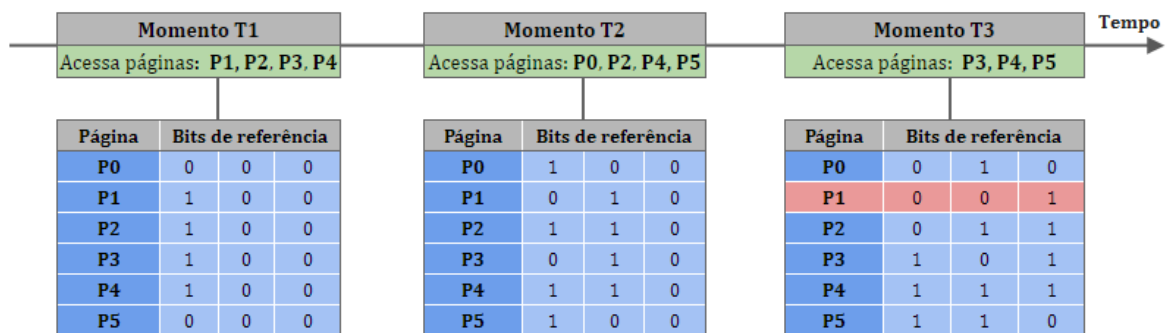 Momento T1
Acessa páginas: P1, P2, P3, P4
Momento T2
Acessa páginas: P0, P2, P4, P5
Momento T3
Acessa páginas: P3, P4, P5
Tempo
Página Bits de referência
P0 0 0 0
P1 1 0 0
P2 1 0 0
P3 1 0 0
P4 1 0 0
P5 0 0 0
Página Bits de referência
P0 1 0 0
P1 0 1 0
P2 1 1 0
P3 0 1 0
P4 1 1 0
P5 1 0 0
Página Bits de referência
P0 0 1 0
P1 0 0 1
P2 0 1 1
P3 1 0 1
P4 1 1 1
P5 1 1 0